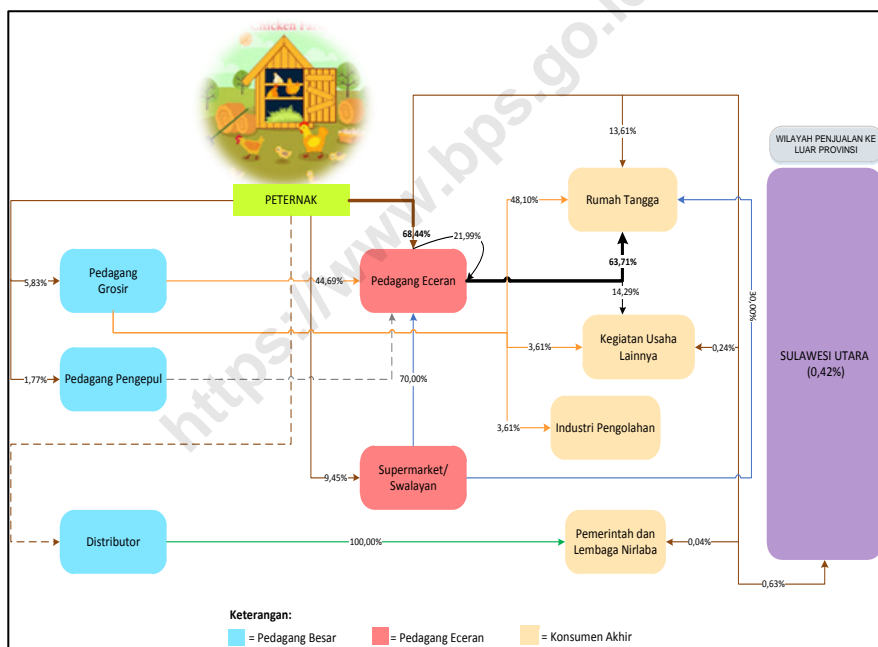 Chicken Far
https://www.bps.go.id
13,61%
WILAYAH PENJUALAN KE
LUAR PROVINSI
PETERNAK
48,10%
Rumah Tangga
68,44%
21,99%
5,83%
Pedagang
Grosir
44,69%
Pedagang Eceran
63,71%
14,29%
30,00%
3,61%
Kegiatan Usaha
Lainnya
0,24%
SULAWESI UTARA
(0,42%)
1,77%
Pedagang Pengepul
70,00%
3,61%
Industri Pengolahan
9,45%
Supermarket/
Swalayan
Distributor
100,00%
Pemerintah dan
Lembaga Nirlaba
0,04%
0,63%
Keterangan:
= Pedagang Besar
= Pedagang Eceran
= Konsumen Akhir